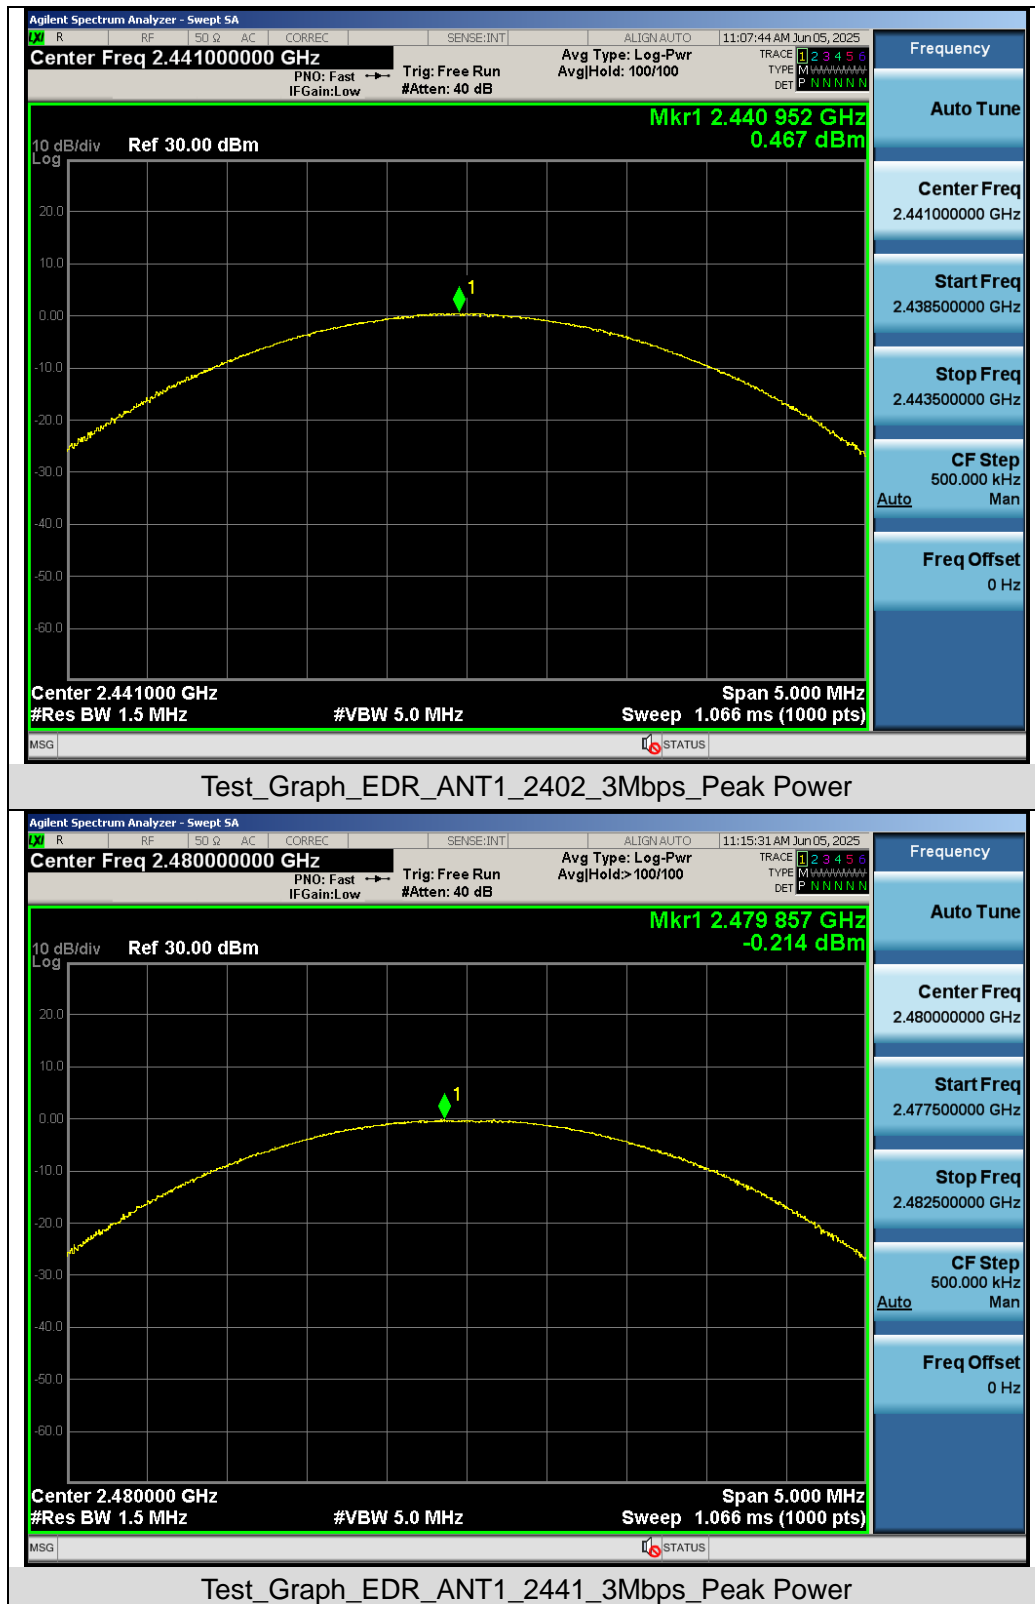 Agilent Spectrum Analyzer - Swept SA
LXI R RF 50 Ω AC CORREC SENSE:INT ALIGNAUTO 11:07:44 AM Jun 05, 2025
Center Freq 2.441000000 GHz
PNO: Fast
IFGain:Low
Trig: Free Run
#Atten: 40 dB
Avg Type: Log-Pwr
Avg|Hold: 100/100
TRACE 1 2 3 4 5 6
TYPE M WWWWW
DET P N N N N N
Mkr1 2.440 952 GHz
0.467 dBm
10 dB/div Ref 30.00 dBm
Log
20.0
10.0
1
0.00
-10.0
-20.0
-30.0
-40.0
-50.0
-60.0
Center 2.441000 GHz Span 5.000 MHz
#Res BW 1.5 MHz #VBW 5.0 MHz Sweep 1.066 ms (1000 pts)
MSG STATUS
Frequency
Auto Tune
Center Freq
2.441000000 GHz
Start Freq
2.438500000 GHz
Stop Freq
2.443500000 GHz
CF Step
500.000 kHz
Auto Man
Freq Offset
0 Hz
Test_Graph_EDR_ANT1_2402_3Mbps_Peak Power
Agilent Spectrum Analyzer - Swept SA
LXI R RF 50 Ω AC CORREC SENSE:INT ALIGNAUTO 11:15:31 AM Jun 05, 2025
Center Freq 2.480000000 GHz
PNO: Fast
IFGain:Low
Trig: Free Run
#Atten: 40 dB
Avg Type: Log-Pwr
Avg|Hold:>100/100
TRACE 1 2 3 4 5 6
TYPE M WWWWW
DET P N N N N N
Mkr1 2.479 857 GHz
-0.214 dBm
10 dB/div Ref 30.00 dBm
Log
20.0
10.0
1
0.00
-10.0
-20.0
-30.0
-40.0
-50.0
-60.0
Center 2.480000 GHz Span 5.000 MHz
#Res BW 1.5 MHz #VBW 5.0 MHz Sweep 1.066 ms (1000 pts)
MSG STATUS
Frequency
Auto Tune
Center Freq
2.480000000 GHz
Start Freq
2.477500000 GHz
Stop Freq
2.482500000 GHz
CF Step
500.000 kHz
Auto Man
Freq Offset
0 Hz
Test_Graph_EDR_ANT1_2441_3Mbps_Peak Power